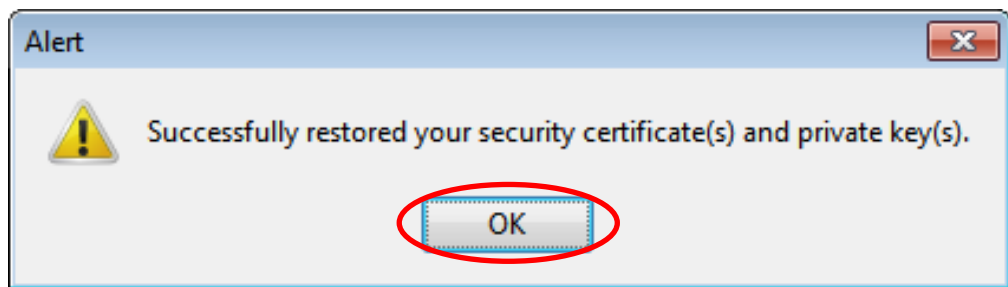 Alert
Successfully restored your security certificate(s) and private key(s).
OK